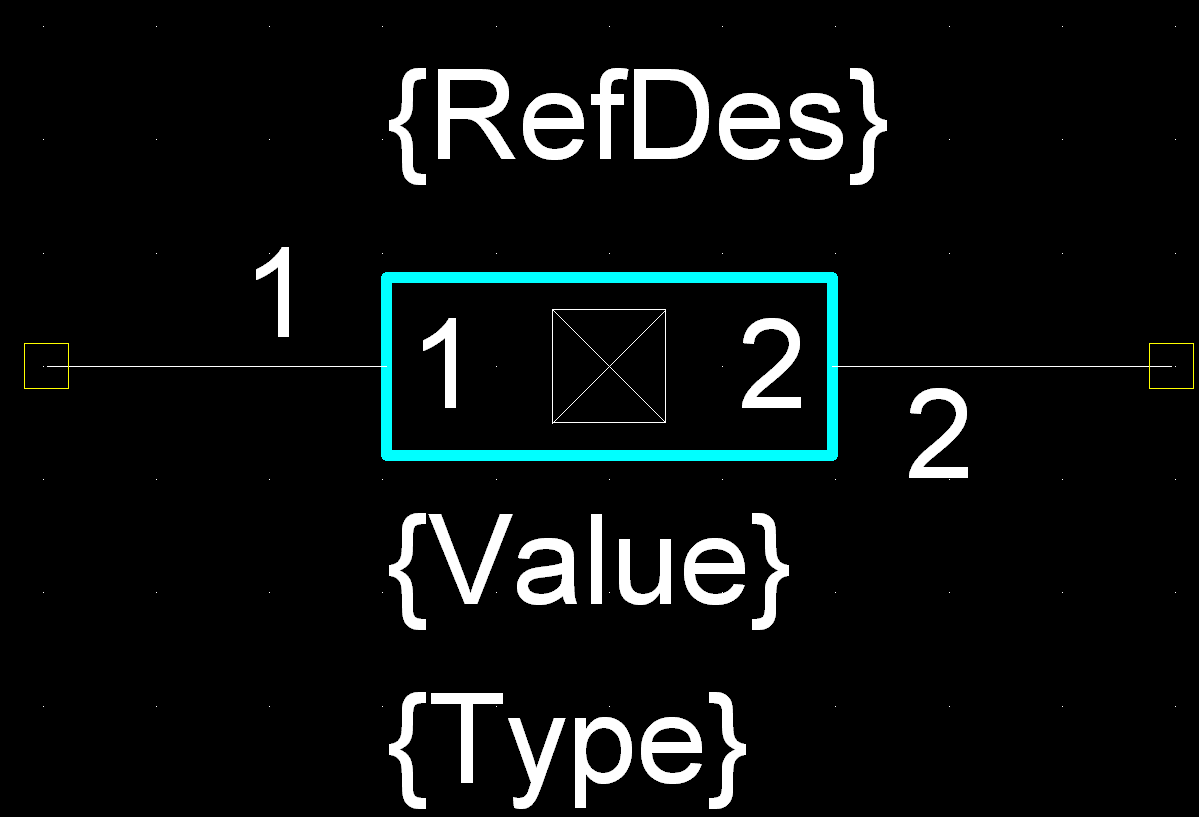 {RefDes}
1
1 2
2
{Value}
{Type}